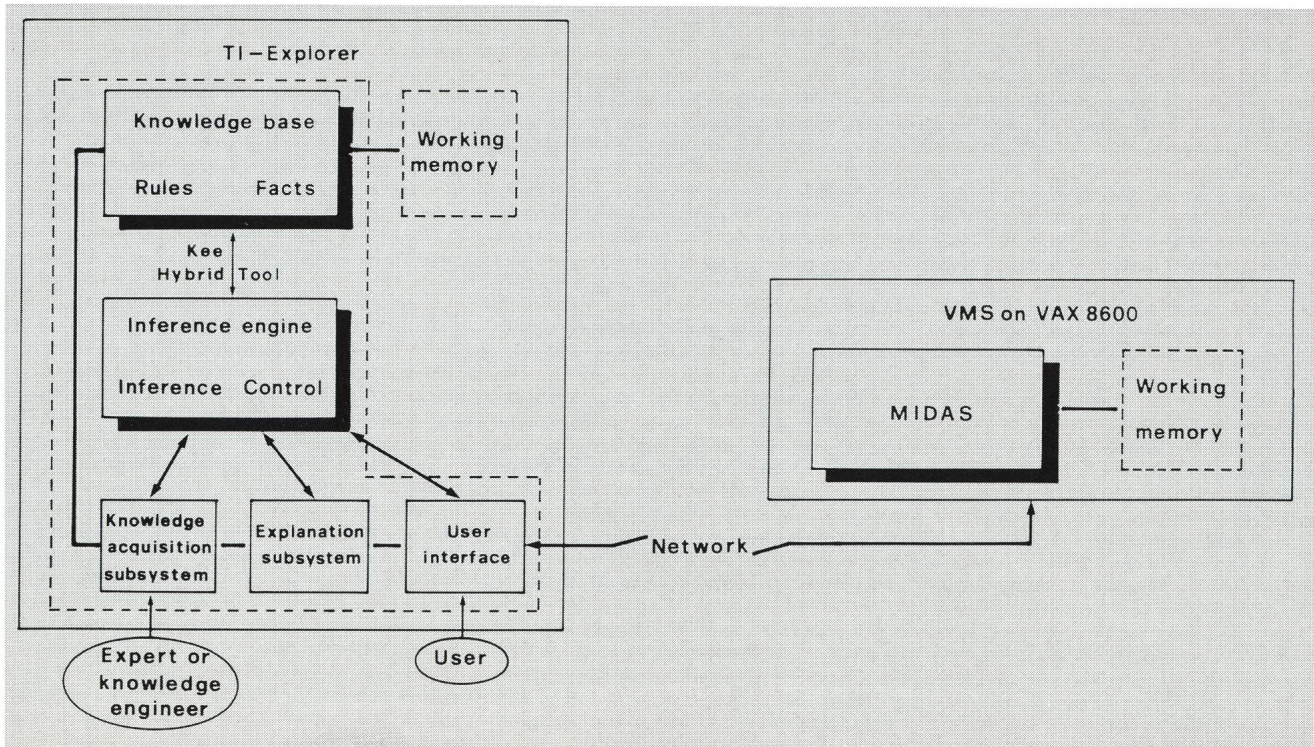 TI-Explorer
Knowledge base
Rules Facts
Working
memory
Kee
Hybrid Tool
Inference engine
Inference Control
Knowledge
acquisition
subsystem
Explanation
subsystem
User
interface
Expert or
knowledge
engineer
User
Network
VMS on VAX 8600
MIDAS
Working
memory